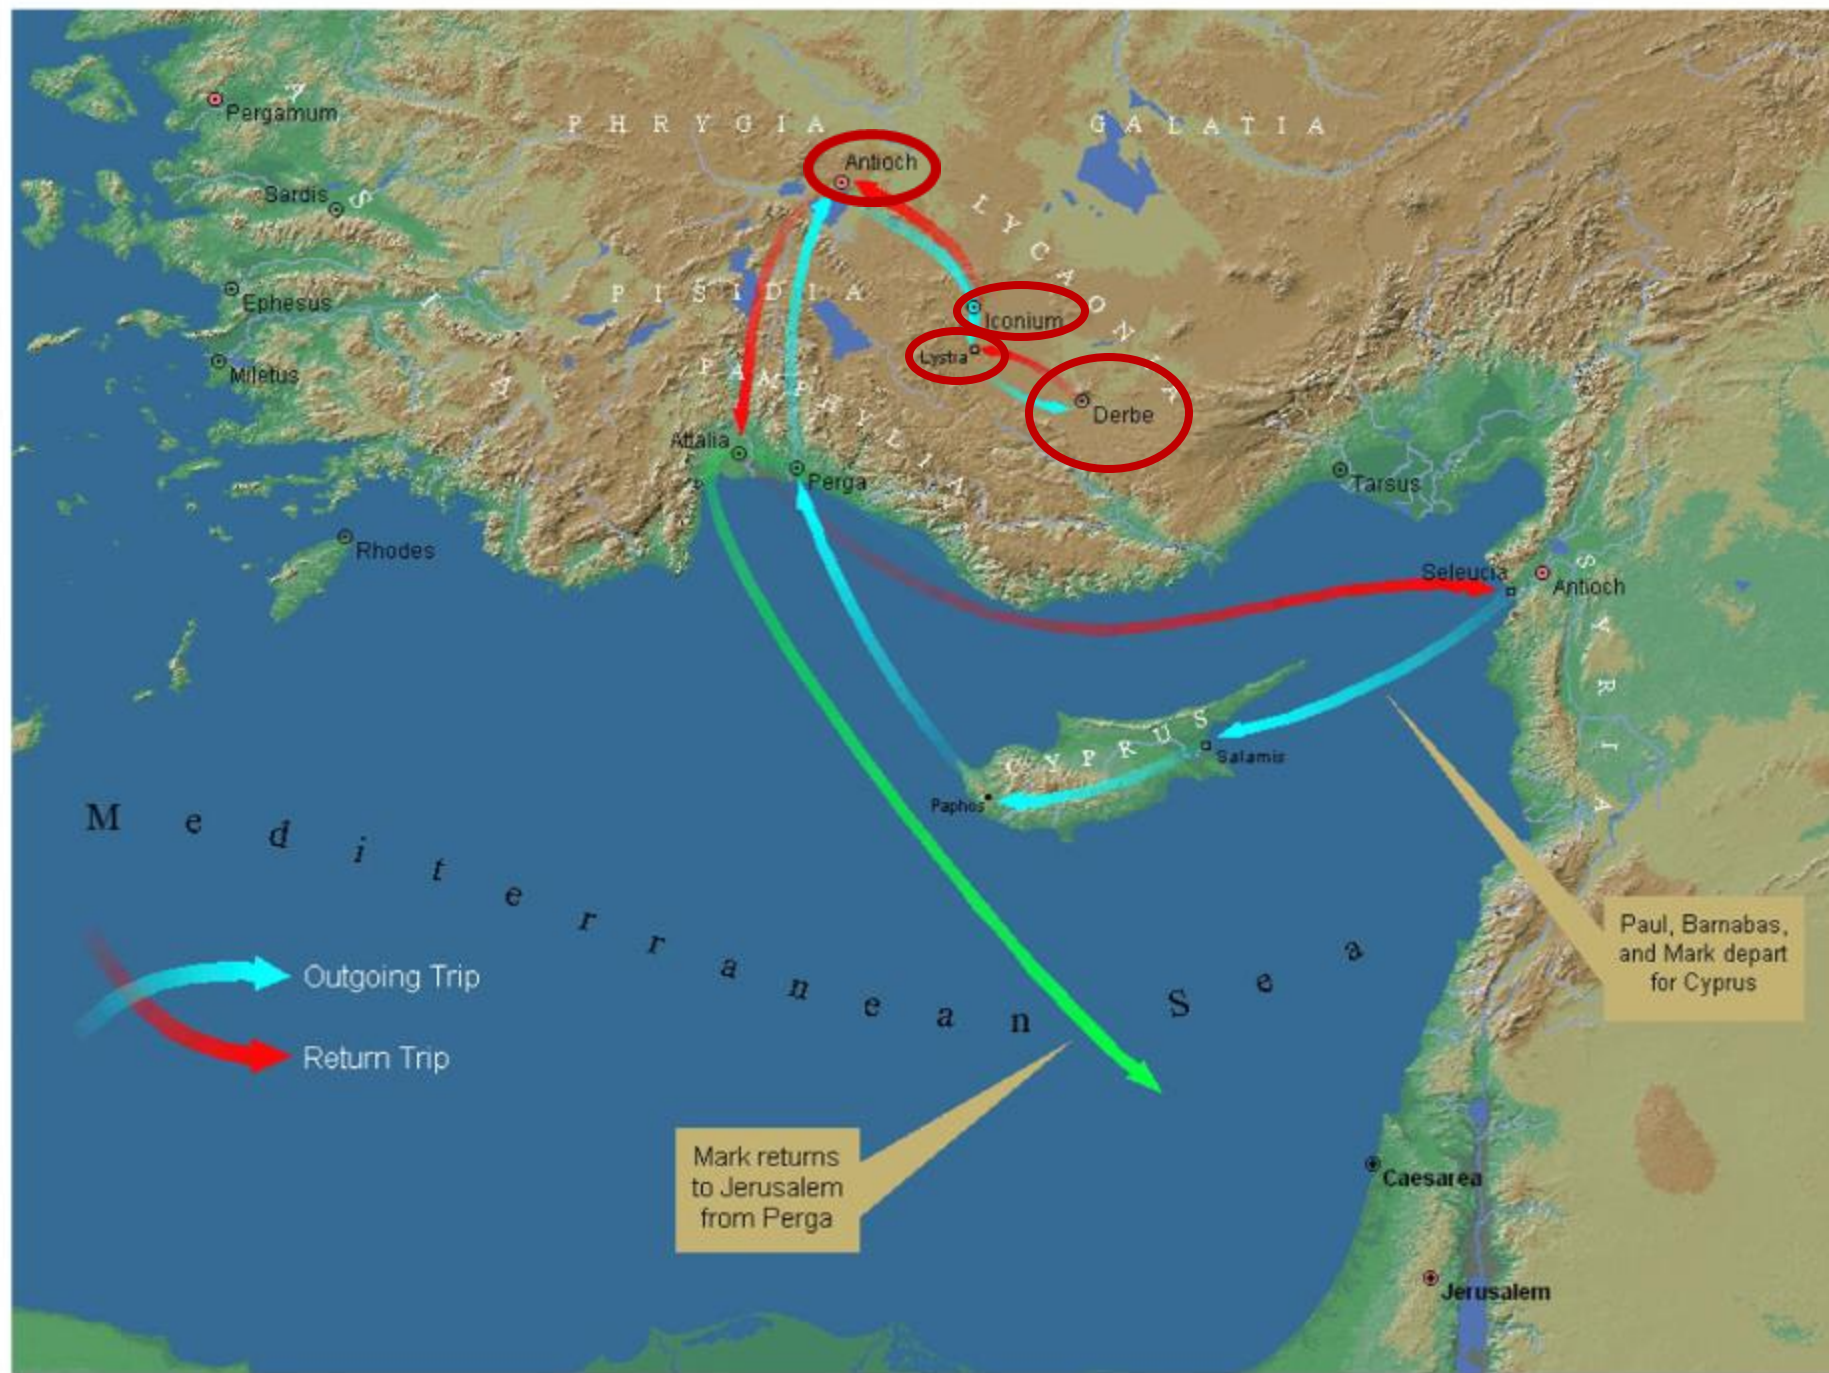 Pergamum
A S I A
PHRYGIA
GALATIA
Antioch
Sardis
LYCAONIA
Ephesus
PISIDIA
Iconium
Lystra
Miletus
PAMPHYLIA
Derbe
Attalia
Perga
Tarsus
Rhodes
Seleucia
Antioch
SYRIA
CYPRUS
Salamis
Paphos
Mediterranean Sea
Paul, Barnabas,
and Mark depart
for Cyprus
Outgoing Trip
Return Trip
Mark returns
to Jerusalem
from Perga
Caesarea
Jerusalem